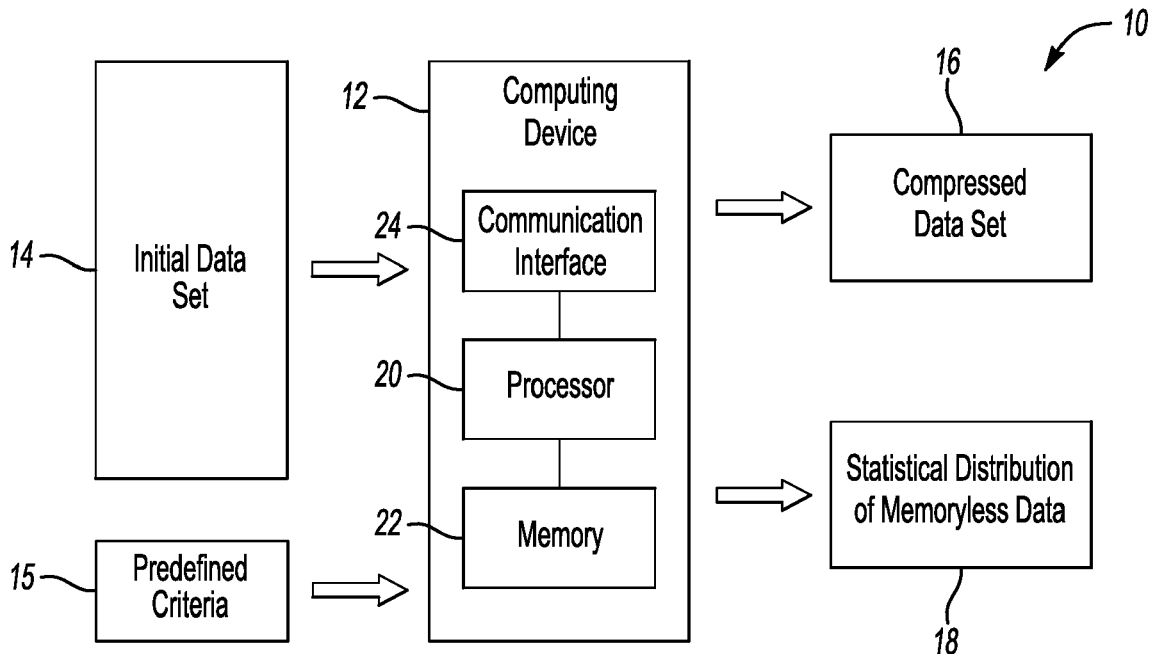 10
16
12
Computing
Device
Compressed
Data Set
24
Communication
Interface
14
Initial Data
Set
20
Processor
Statistical Distribution
of Memoryless Data
22
Memory
15
Predefined
Criteria
18